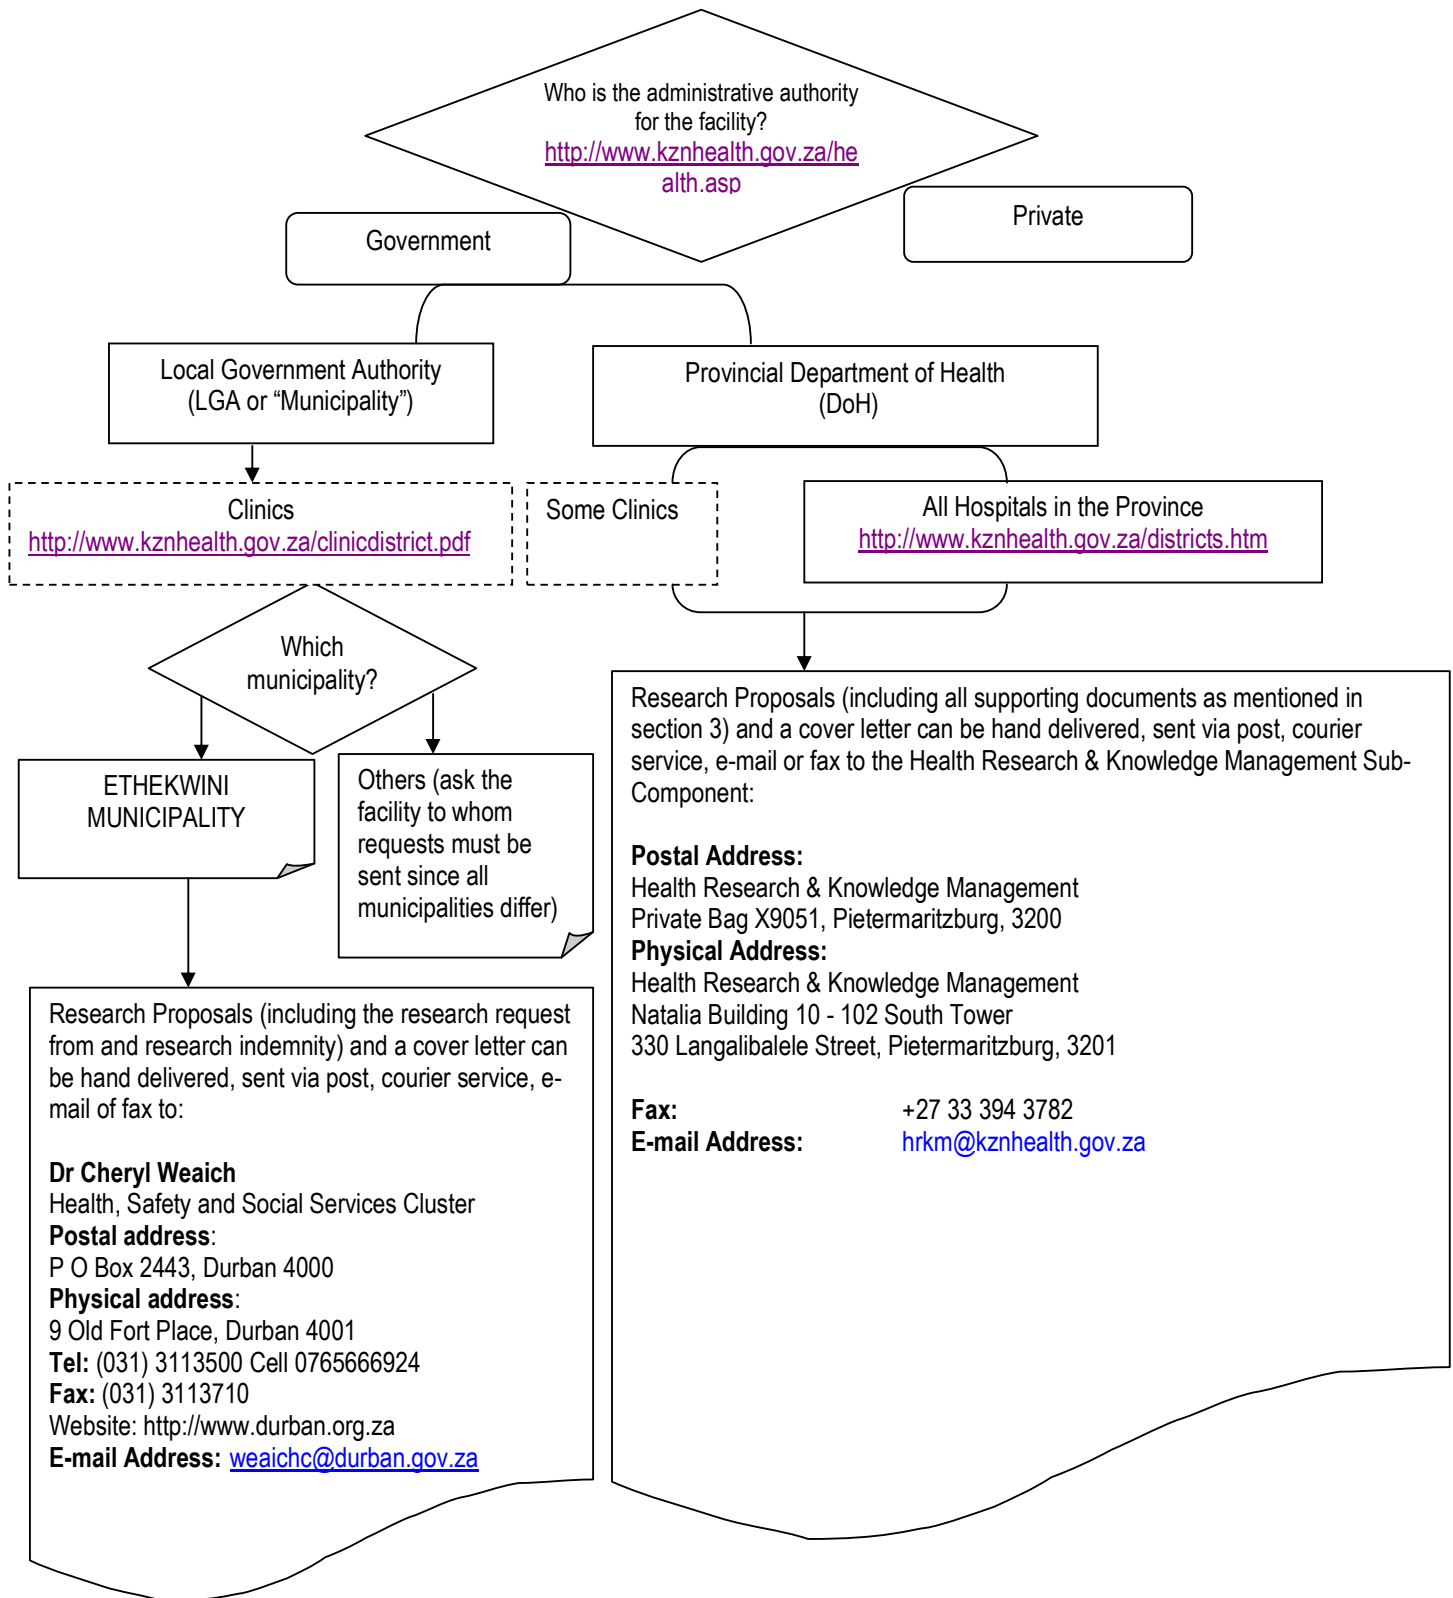 Who is the administrative authority
for the facility?
http://www.kznhealth.gov.za/he
alth.asp
Government
Private
Local Government Authority
(LGA or “Municipality”)
Provincial Department of Health
(DoH)
Clinics
http://www.kznhealth.gov.za/clinicdistrict.pdf
Some Clinics
All Hospitals in the Province
http://www.kznhealth.gov.za/districts.htm
Which
municipality?
ETHEKWINI
MUNICIPALITY
Others (ask the
facility to whom
requests must be
sent since all
municipalities differ)
Research Proposals (including the research request
from and research indemnity) and a cover letter can
be hand delivered, sent via post, courier service, e-
mail of fax to:
Dr Cheryl Weaich
Health, Safety and Social Services Cluster
Postal address:
P O Box 2443, Durban 4000
Physical address:
9 Old Fort Place, Durban 4001
Tel: (031) 3113500 Cell 0765666924
Fax: (031) 3113710
Website: http://www.durban.org.za
E-mail Address: weaichc@durban.gov.za
Research Proposals (including all supporting documents as mentioned in
section 3) and a cover letter can be hand delivered, sent via post, courier
service, e-mail or fax to the Health Research & Knowledge Management Sub-
Component:
Postal Address:
Health Research & Knowledge Management
Private Bag X9051, Pietermaritzburg, 3200
Physical Address:
Health Research & Knowledge Management
Natalia Building 10 - 102 South Tower
330 Langalibalele Street, Pietermaritzburg, 3201
Fax: +27 33 394 3782
E-mail Address: hrkm@kznhealth.gov.za